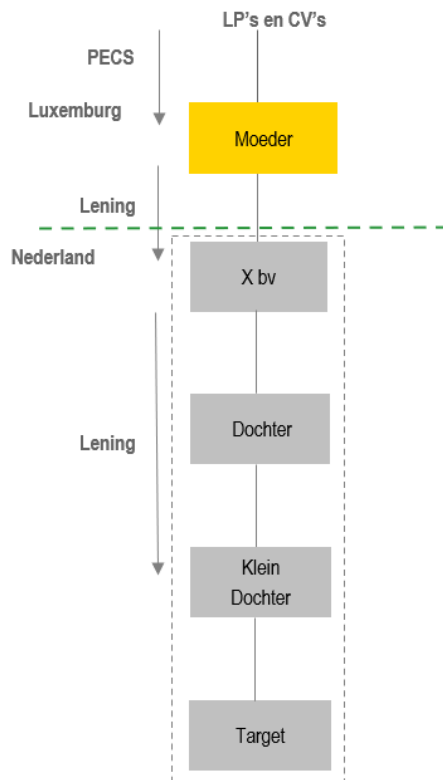 LP's en CV's
PECS
Luxemburg
Moeder
Lening
Nederland
X bv
Dochter
Lening
Klein
Dochter
Target